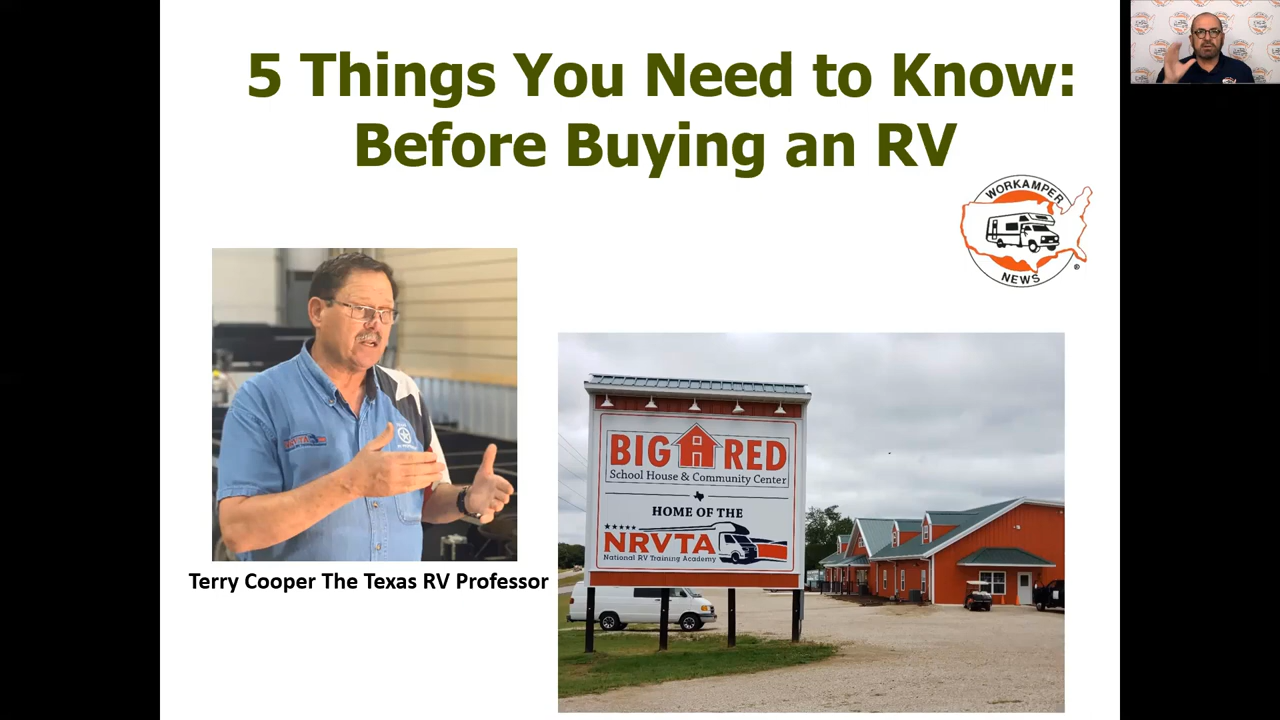 5 Things You Need to Know:
Before Buying an RV
WORKAMPER
NEWS
®
NRVTA
Terry Cooper The Texas RV Professor
BIG RED
School House & Community Center
HOME OF THE
NRVTA
National RV Training Academy